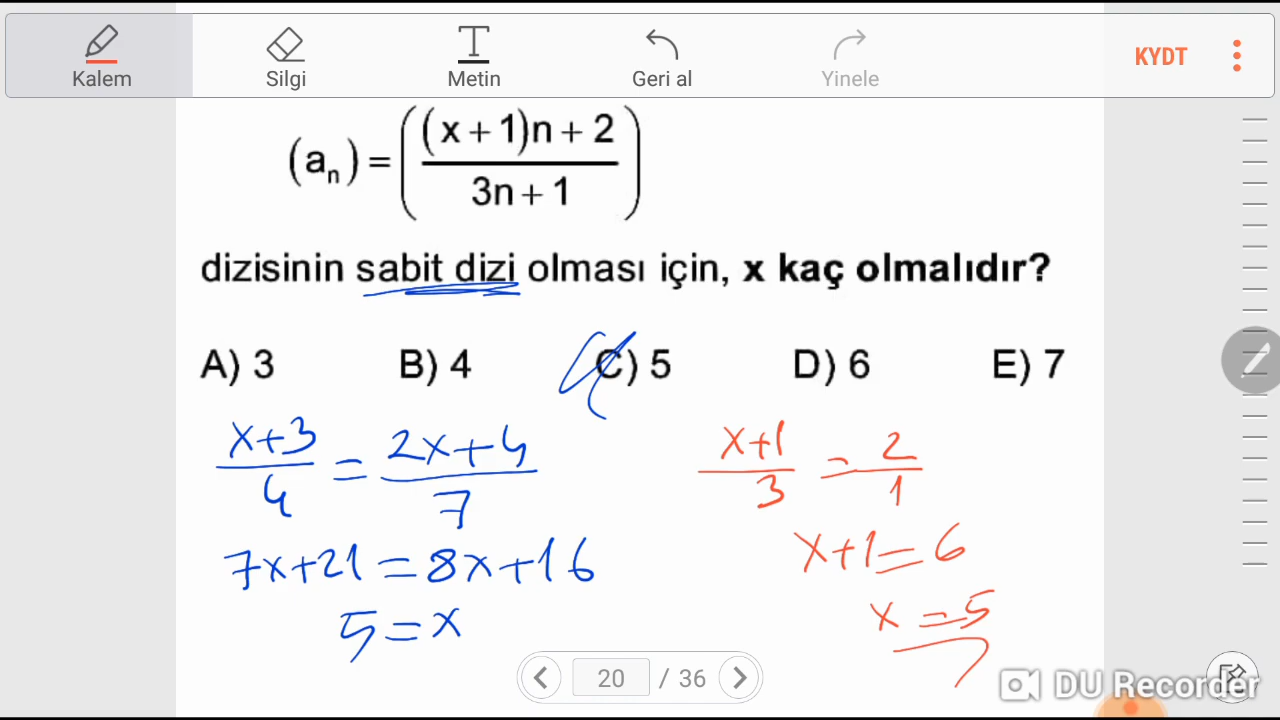 Kalem Silgi Metin Geri al Yinele KYDT
(aₙ) = ( ((x + 1)n + 2) / (3n + 1) )
dizisinin sabit dizi olması için, x kaç olmalıdır?
A) 3 B) 4 C) 5 D) 6 E) 7
(x+3)/4 = (2x+4)/7
7x+21 = 8x+16
5 = x
(x+1)/3 = 2/1
x+1 = 6
x = 5
20 / 36
DU Recorder